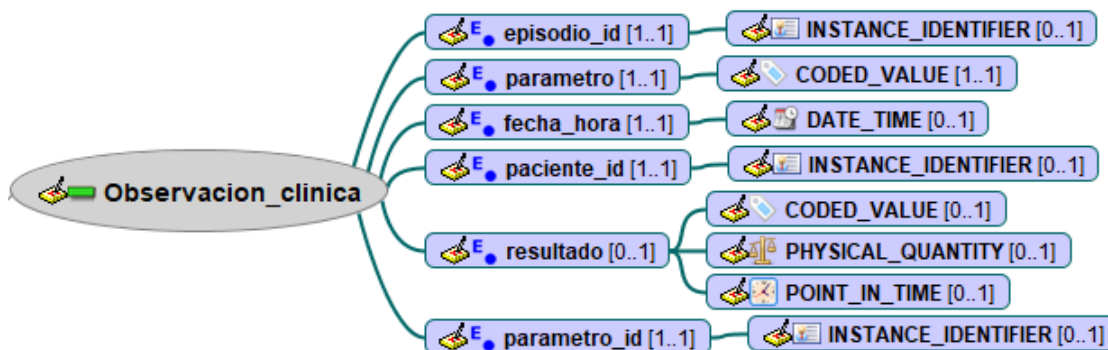 E episodio_id [1..1] INSTANCE_IDENTIFIER [0..1]
E parametro [1..1] CODED_VALUE [1..1]
E fecha_hora [1..1] DATE_TIME [0..1]
E paciente_id [1..1] INSTANCE_IDENTIFIER [0..1]
Observacion_clinica
CODED_VALUE [0..1]
E resultado [0..1] PHYSICAL_QUANTITY [0..1]
POINT_IN_TIME [0..1]
E parametro_id [1..1] INSTANCE_IDENTIFIER [0..1]